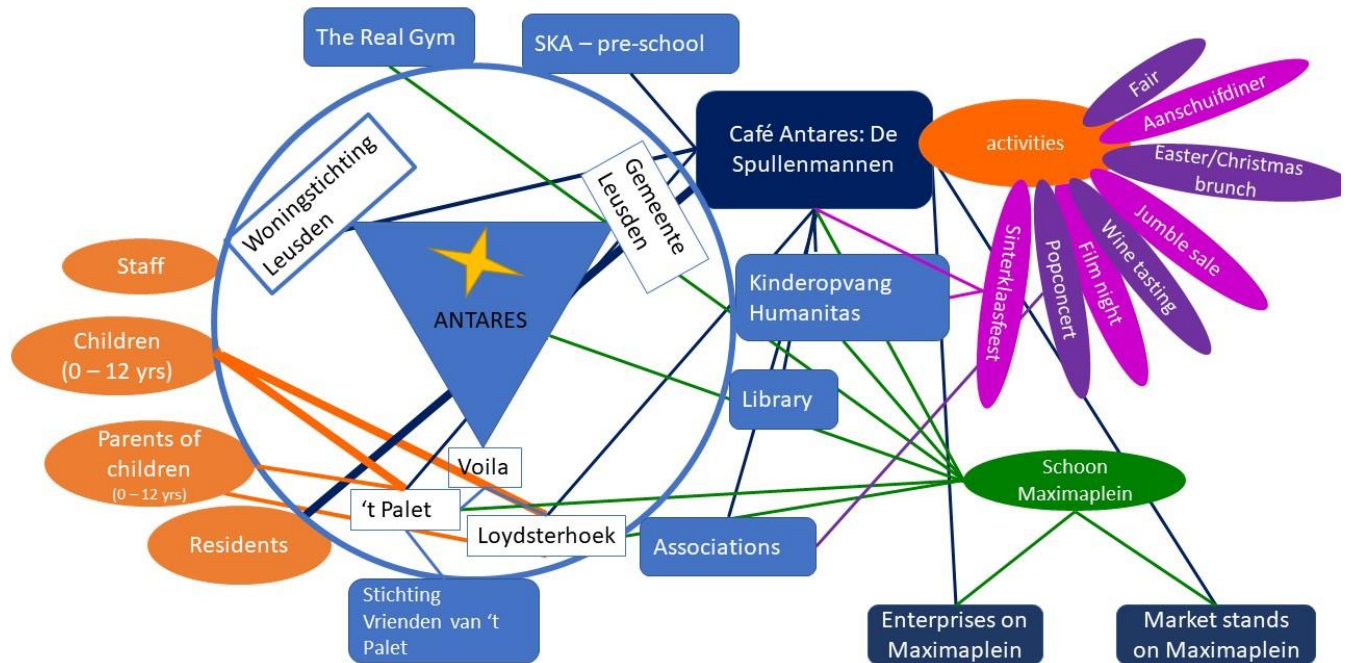 The Real Gym
SKA – pre-school
Café Antares: De
Spullenmannen
activities
Fair
Aanschuifdiner
Easter/Christmas
brunch
Jumble sale
Wine tasting
Film night
Popconcert
Sinterklaasfeest
Woningstichting
Leusden
Gemeente
Leusden
Staff
ANTARES
Kinderopvang
Humanitas
Children
(0 – 12 yrs)
Library
Parents of
children
(0 – 12 yrs)
Voila
Schoon
Maximaplein
‘t Palet
Loydsterhoek
Associations
Residents
Stichting
Vrienden van ‘t
Palet
Enterprises on
Maximaplein
Market stands
on Maximaplein